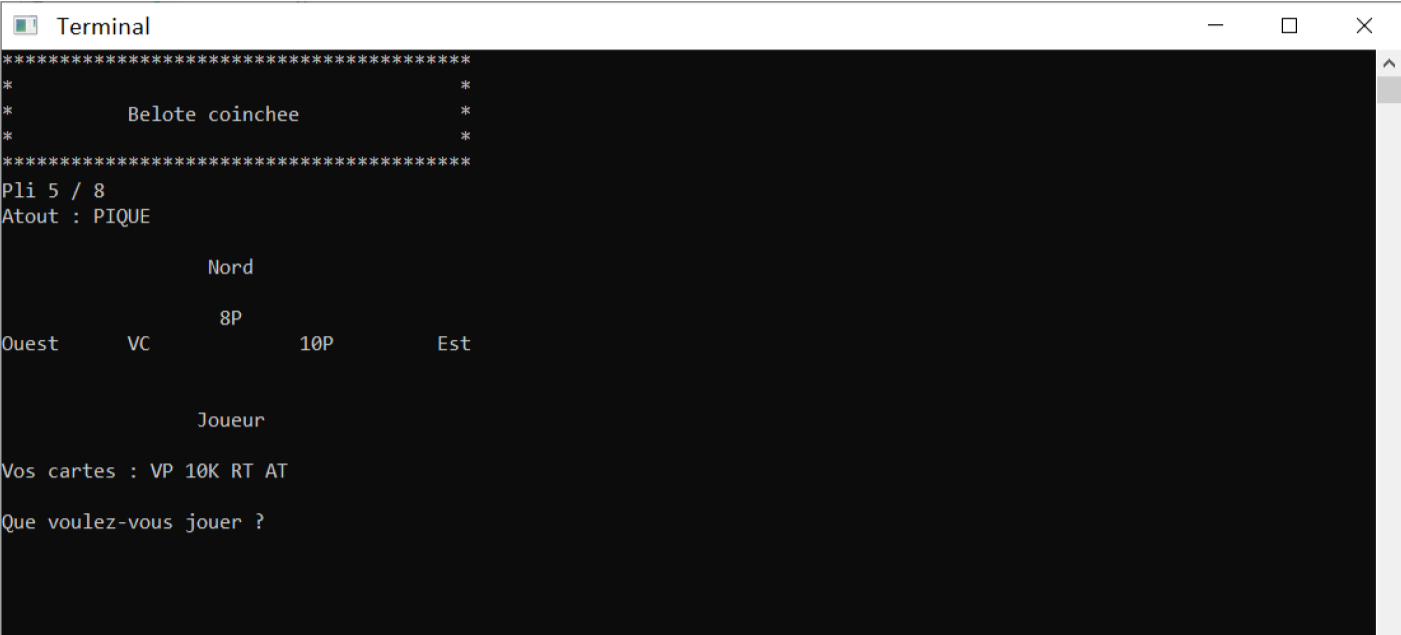 Terminal
*****************************************
*                                       *
*          Belote coinchee              *
*                                       *
*****************************************
Pli 5 / 8
Atout : PIQUE
Nord
8P
Ouest      VC             10P         Est
Joueur
Vos cartes : VP 10K RT AT
Que voulez-vous jouer ?